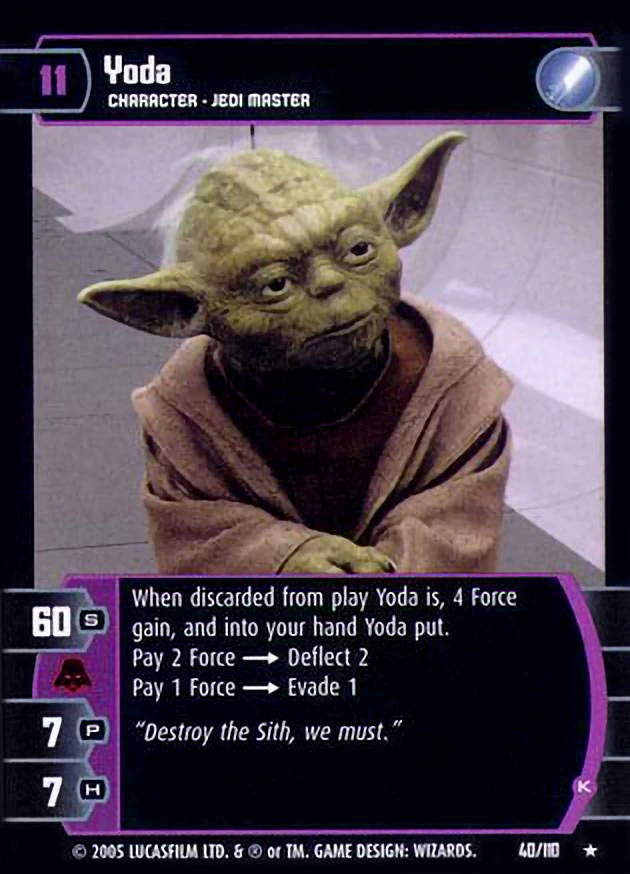 11
Yoda
CHARACTER · JEDI MASTER
60 S
When discarded from play Yoda is, 4 Force
gain, and into your hand Yoda put.
Pay 2 Force → Deflect 2
Pay 1 Force → Evade 1
7 P
"Destroy the Sith, we must."
7 H
K
© 2005 LUCASFILM LTD. & ® or TM. GAME DESIGN: WIZARDS. 40/110 ★